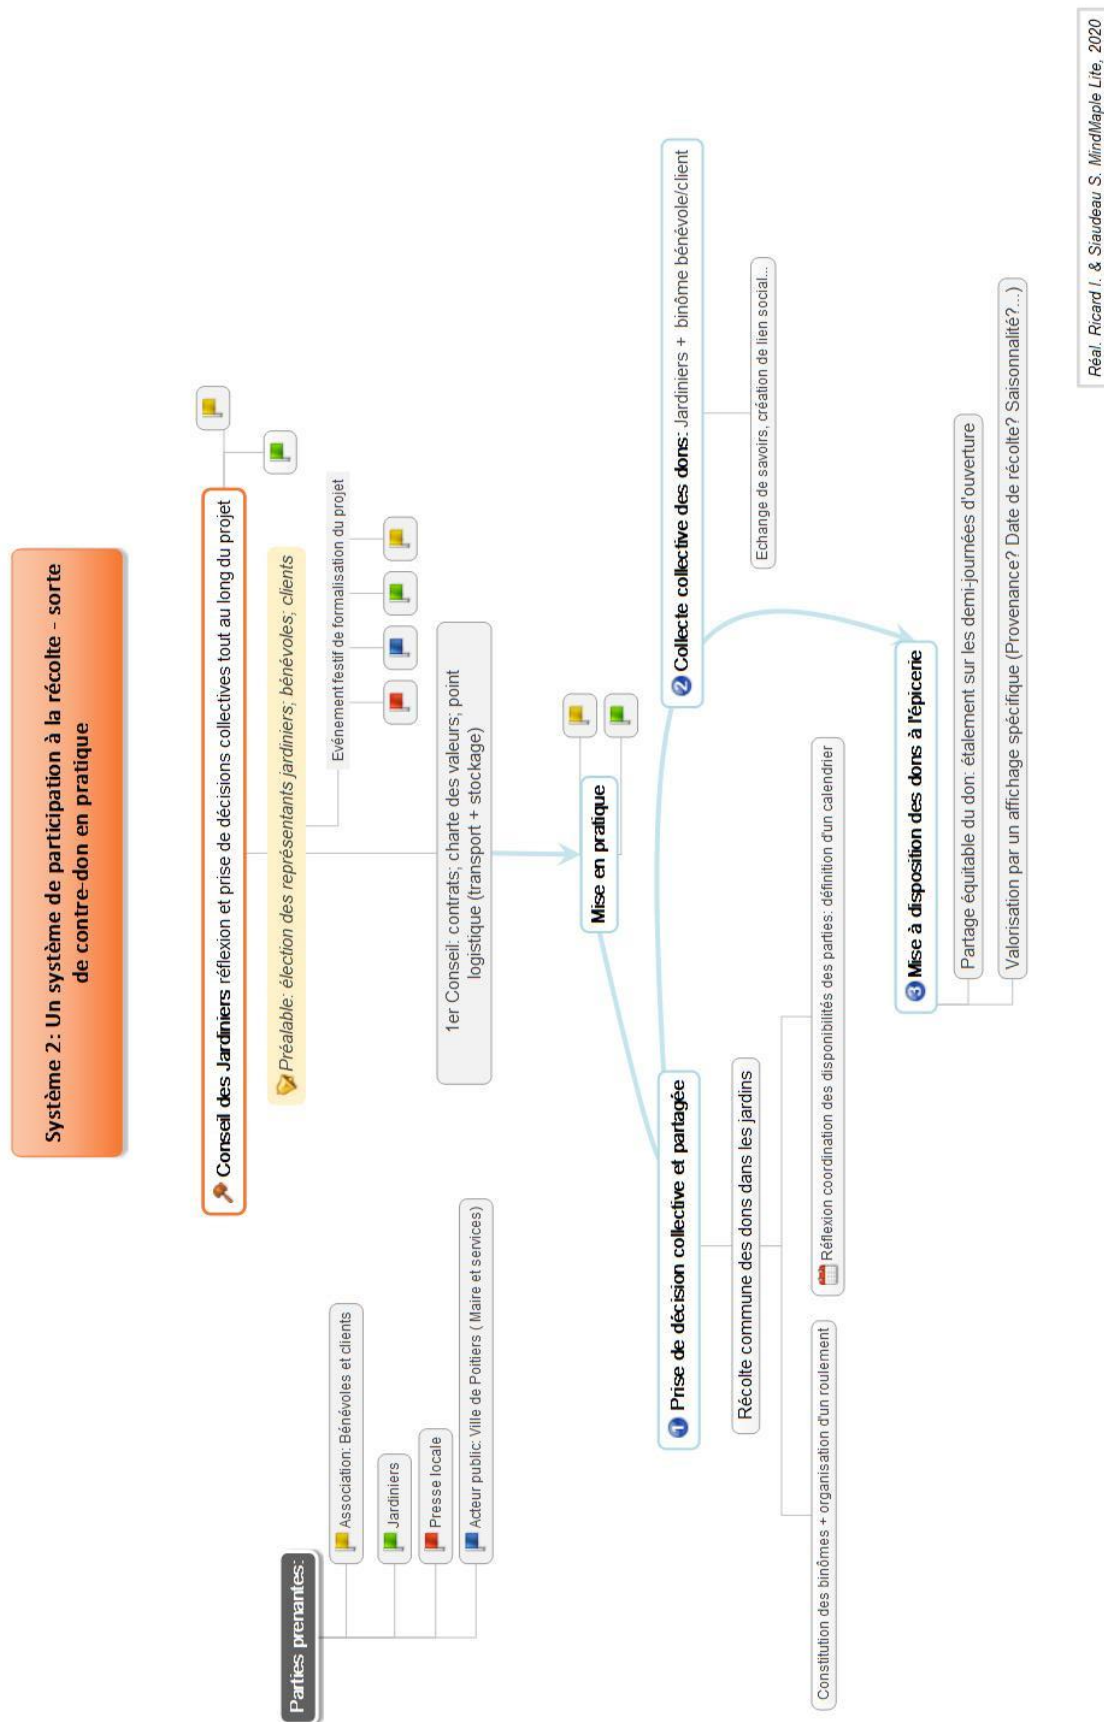 Système 2: Un système de participation à la récolte - sorte
de contre-don en pratique
Conseil des Jardiniers réflexion et prise de décisions collectives tout au long du projet
Préalable: élection des représentants jardiniers; bénévoles; clients
Evénement festif de formalisation du projet
1er Conseil: contrats; charte des valeurs; point
logistique (transport + stockage)
Parties prenantes:
Association: Bénévoles et clients
Jardiniers
Presse locale
Acteur public: Ville de Poitiers ( Maire et services)
Mise en pratique
1 Prise de décision collective et partagée
Récolte commune des dons dans les jardins
Constitution des binômes + organisation d'un roulement
Réflexion coordination des disponibilités des parties: définition d'un calendrier
2 Collecte collective des dons: Jardiniers + binôme bénévole/client
Echange de savoirs, création de lien social...
3 Mise à disposition des dons à l'épicerie
Partage équitable du don: étalement sur les demi-journées d'ouverture
Valorisation par un affichage spécifique (Provenance? Date de récolte? Saisonnalité?...)
Réal. Ricard I. & Siaudeau S. MindMaple Lite, 2020